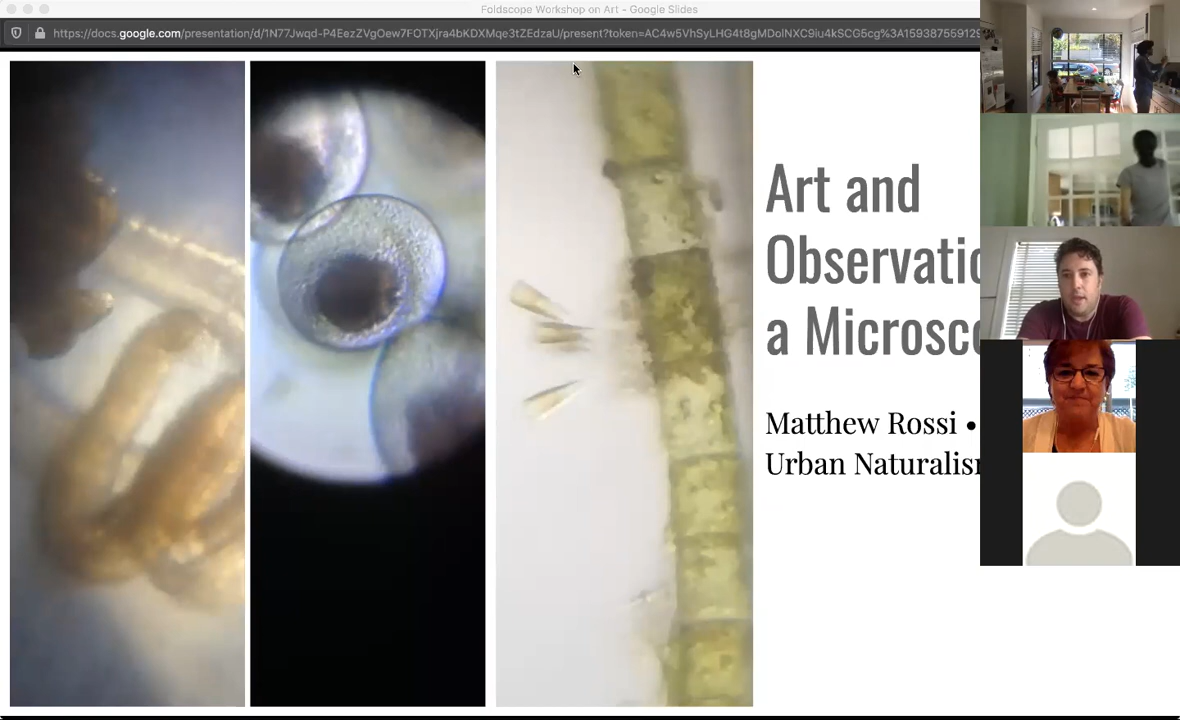 Foldscope Workshop on Art - Google Slides
https://docs.google.com/presentation/d/1N77Jwqd-P4EezZVgOew7FOTXjra4bKDXMqe3tZEdzaU/present?token=AC4w5VhSyLHG4t8gMDolNXC9iu4kSCG5cg%3A159387559129
Art and
Observatio
a Microsco
Matthew Rossi •
Urban Naturalis